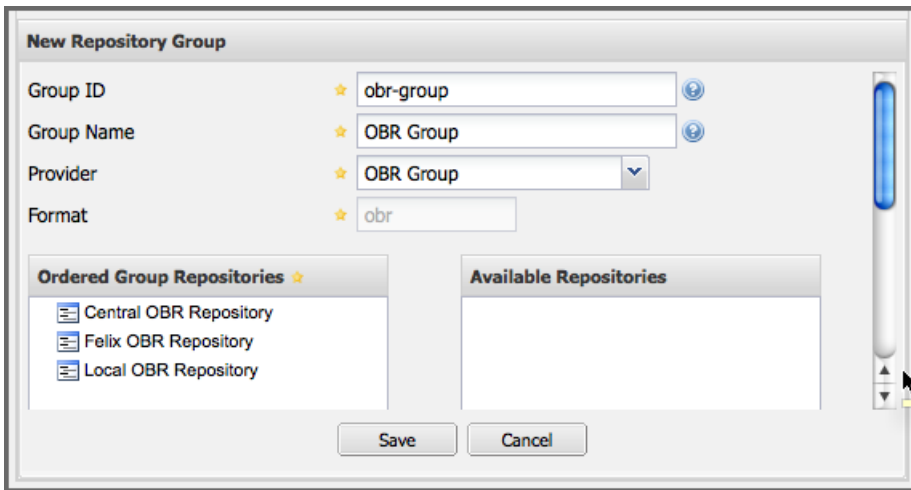 New Repository Group
Group ID obr-group
Group Name OBR Group
Provider OBR Group
Format obr
Ordered Group Repositories Available Repositories
Central OBR Repository
Felix OBR Repository
Local OBR Repository
Save Cancel